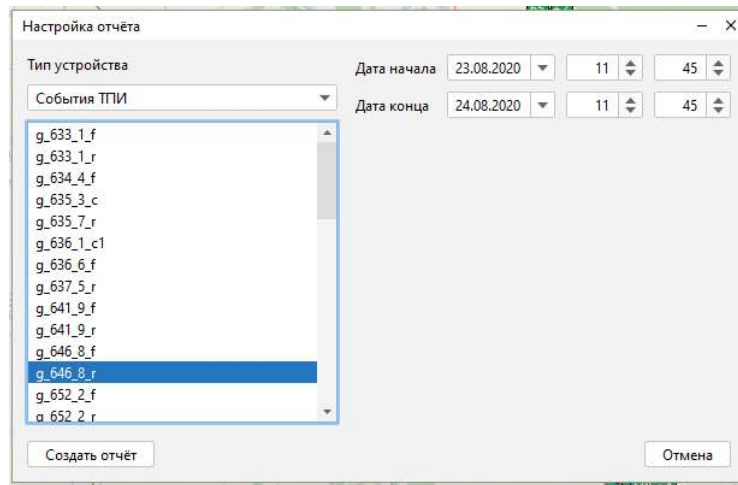 Настройка отчёта
Тип устройства
События ТПИ
Дата начала 23.08.2020 11 45
Дата конца 24.08.2020 11 45
g_633_1_f
g_633_1_r
g_634_4_f
g_635_3_c
g_635_7_r
g_636_1_c1
g_636_6_f
g_637_5_r
g_641_9_f
g_641_9_r
g_646_8_f
g_646_8_r
g_652_2_f
g_652_2_r
Создать отчёт
Отмена